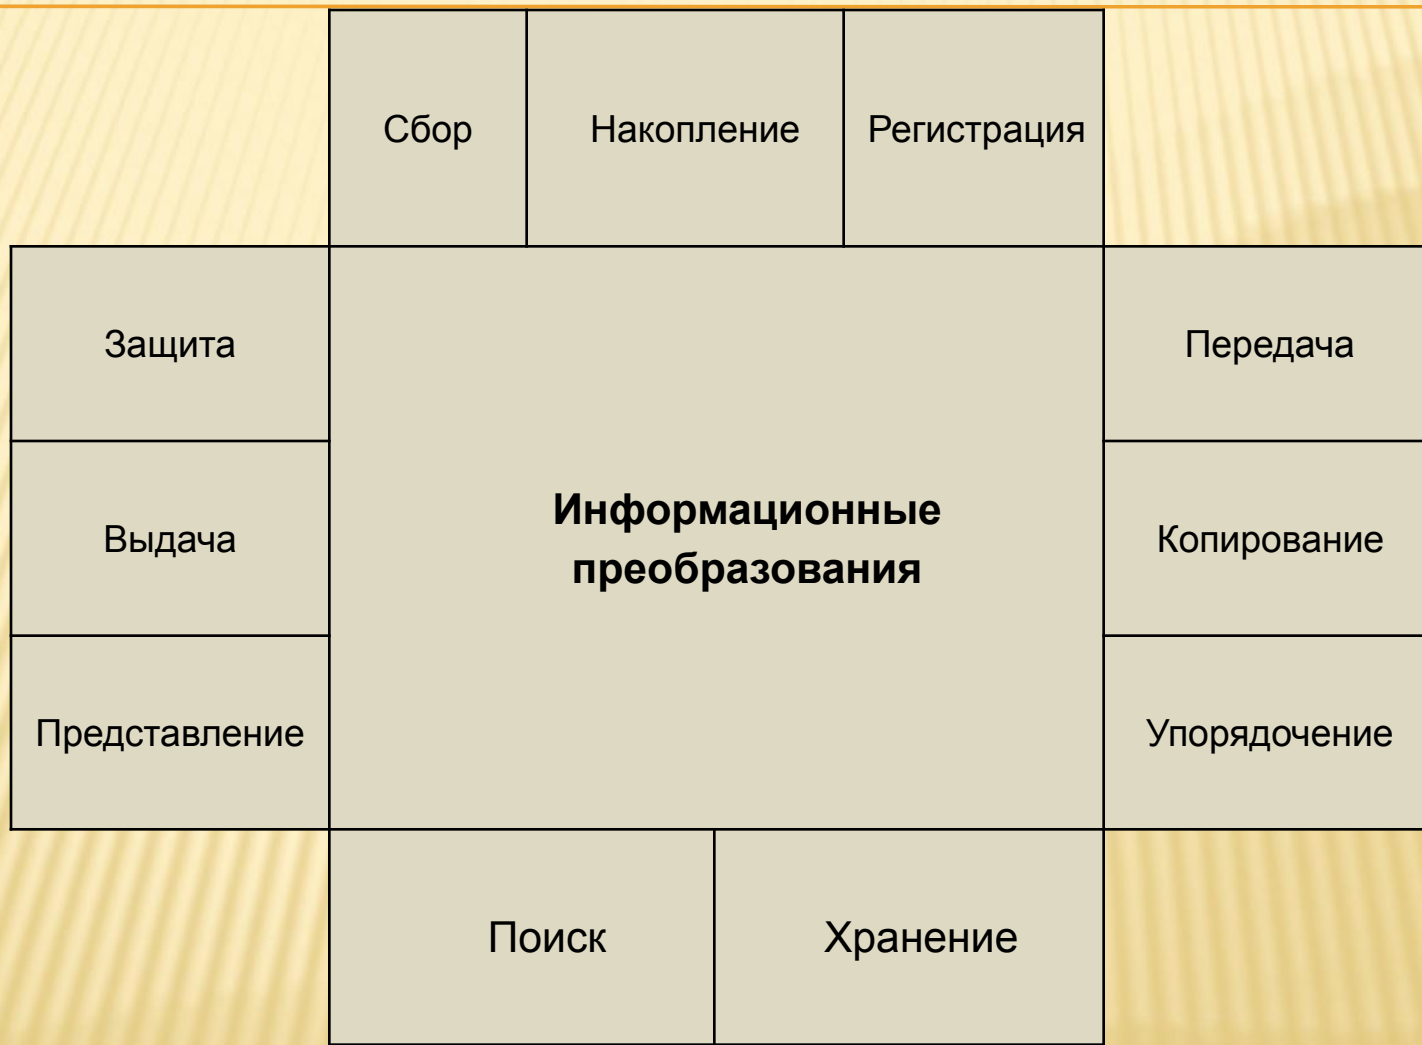 Сбор
Накопление
Регистрация
Защита
Передача
Информационные
преобразования
Выдача
Копирование
Представление
Упорядочение
Поиск
Хранение